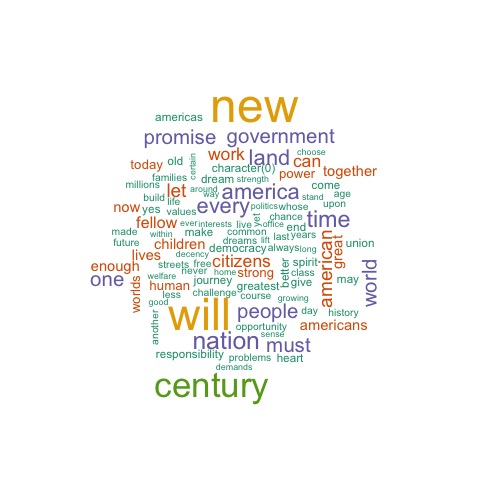 new
americas
promise government
choose
work land can
today old certain character(0) power together
families dream strength
millions let around america come
build way age
life every politics whose stand upon
now yes values chance time
fellow ever interests live yet office end
made common last years
future children dreams lift union
lives democracy always long
decency citizens american great
enough streets free spirit
never home strong better class
one human welfare journey give may world
worlds less challenge greatest
good course growing
will people day history
another opportunity americans
sense
nation must
responsibility problems heart
demands
century